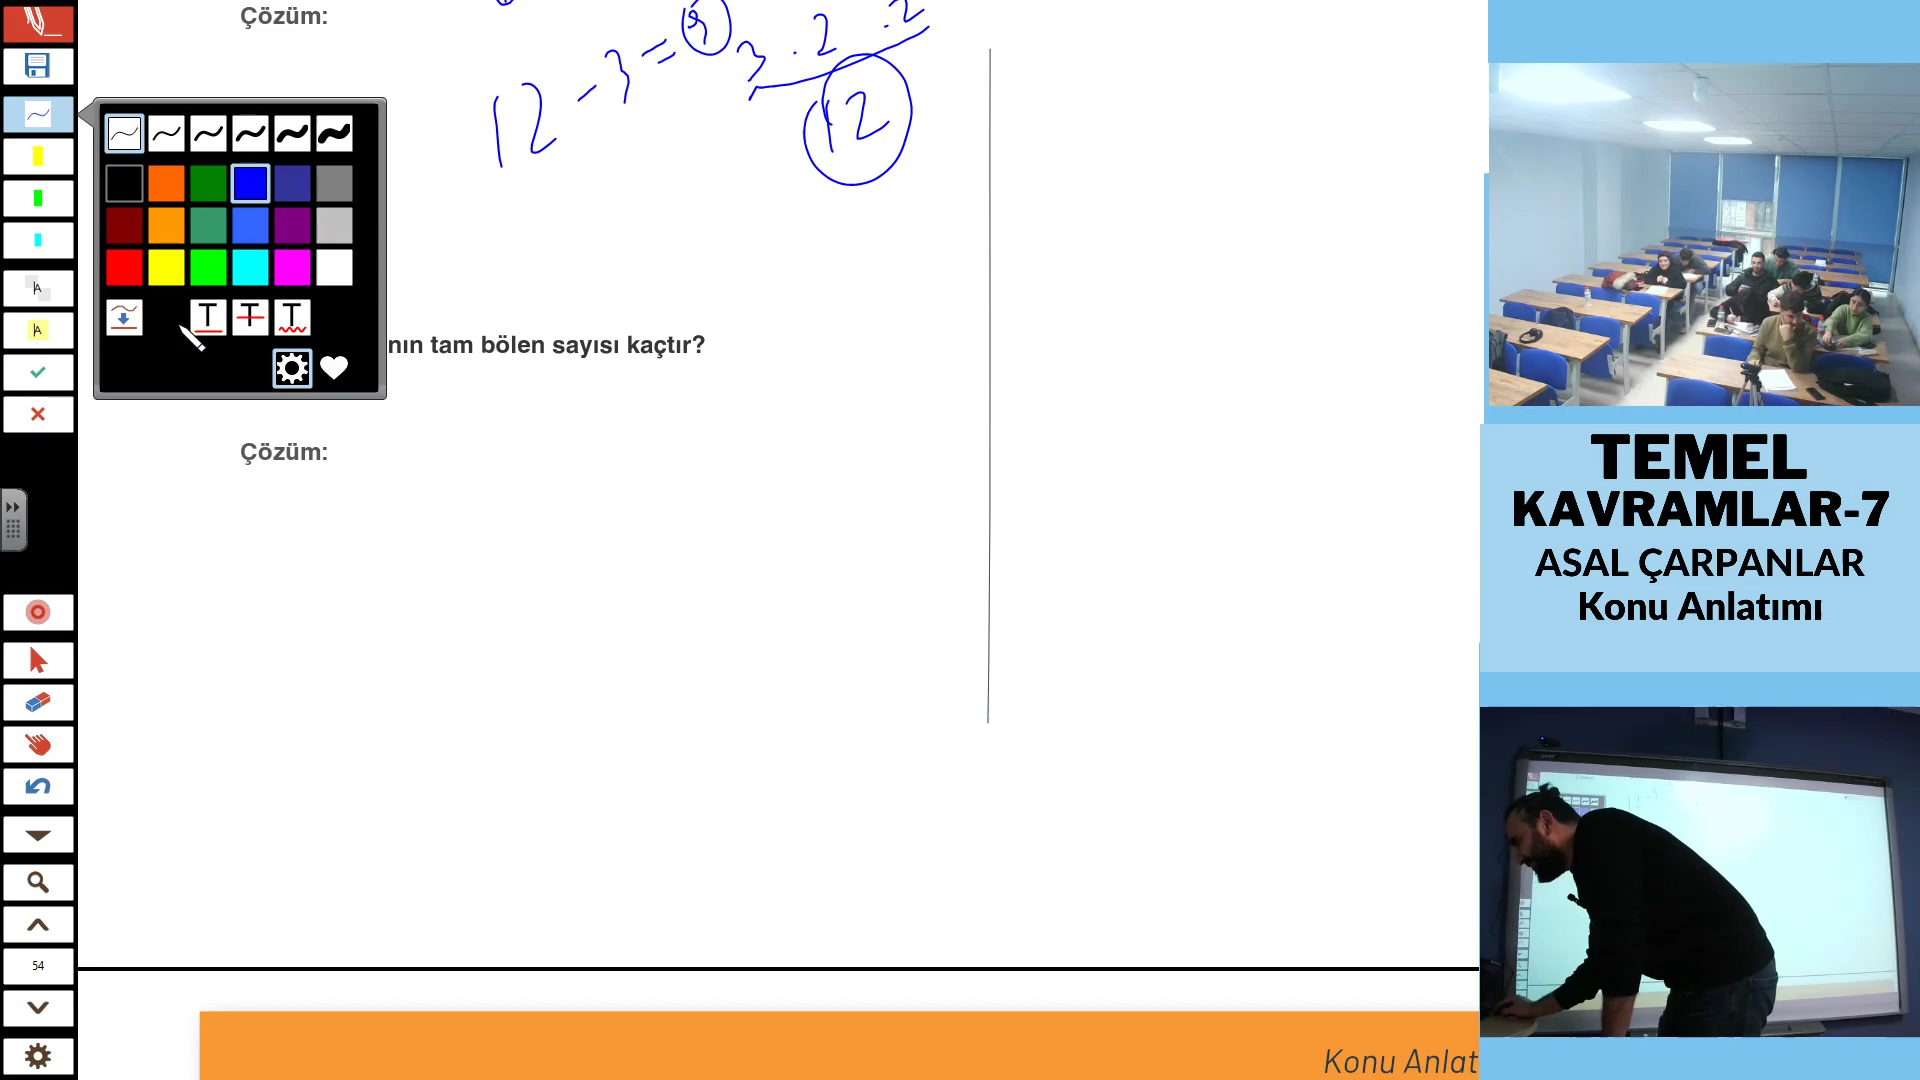 Çözüm:
12 - 3 = 9
3 . 2 . 2
12
nın tam bölen sayısı kaçtır?
Çözüm:
54
Konu Anlat
TEMEL
KAVRAMLAR-7
ASAL ÇARPANLAR
Konu Anlatımı